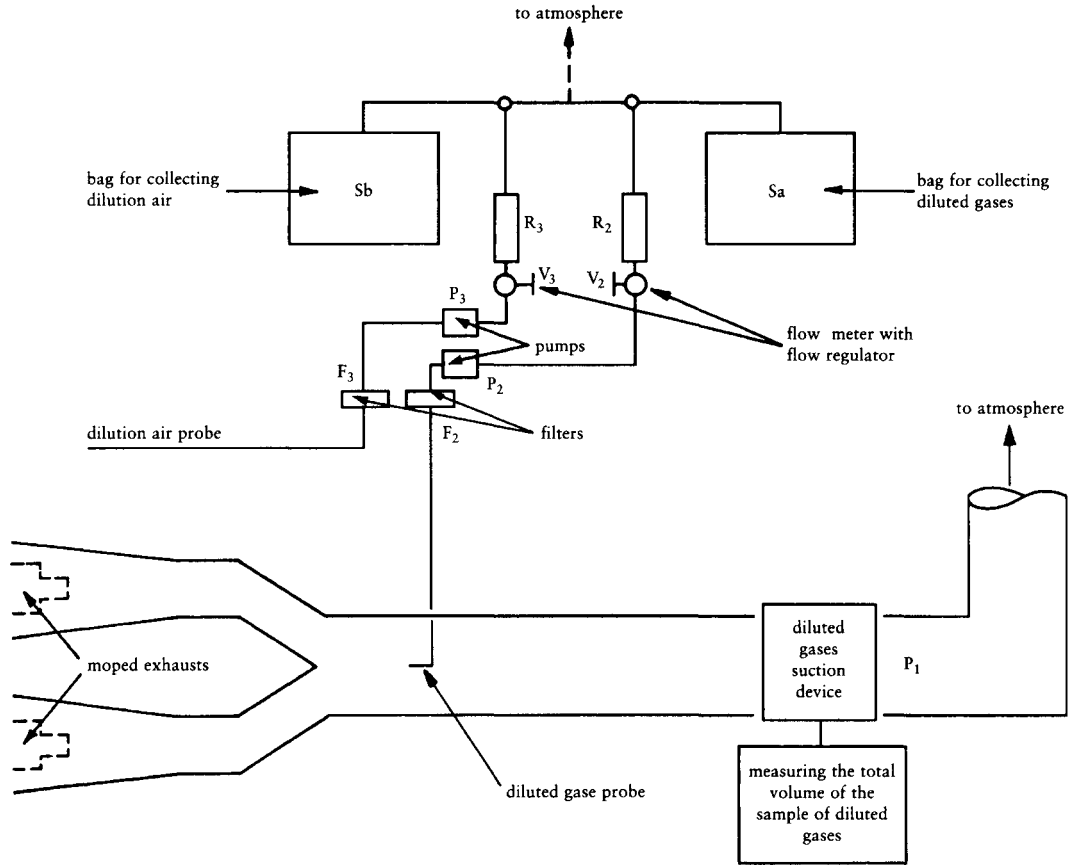 to atmosphere
bag for collecting
dilution air
Sb
Sa
bag for collecting
diluted gases
R3
R2
V3
V2
P3
flow meter with
flow regulator
pumps
F3
P2
to atmosphere
dilution air probe
F2
filters
diluted
gases
suction
device
P1
moped exhausts
measuring the total
volume of the
sample of diluted
gases
diluted gase probe